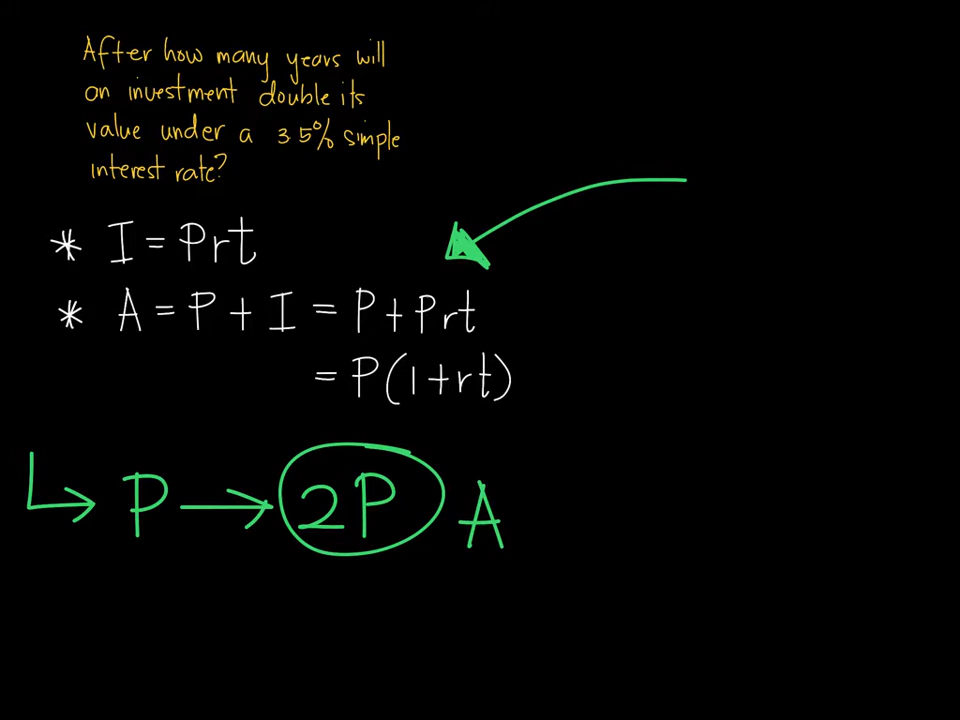 After how many years will
an investment double its
value under a 3.5% simple
interest rate?
* I = Prt
* A = P + I = P + Prt
= P(1+rt)
P → 2P A